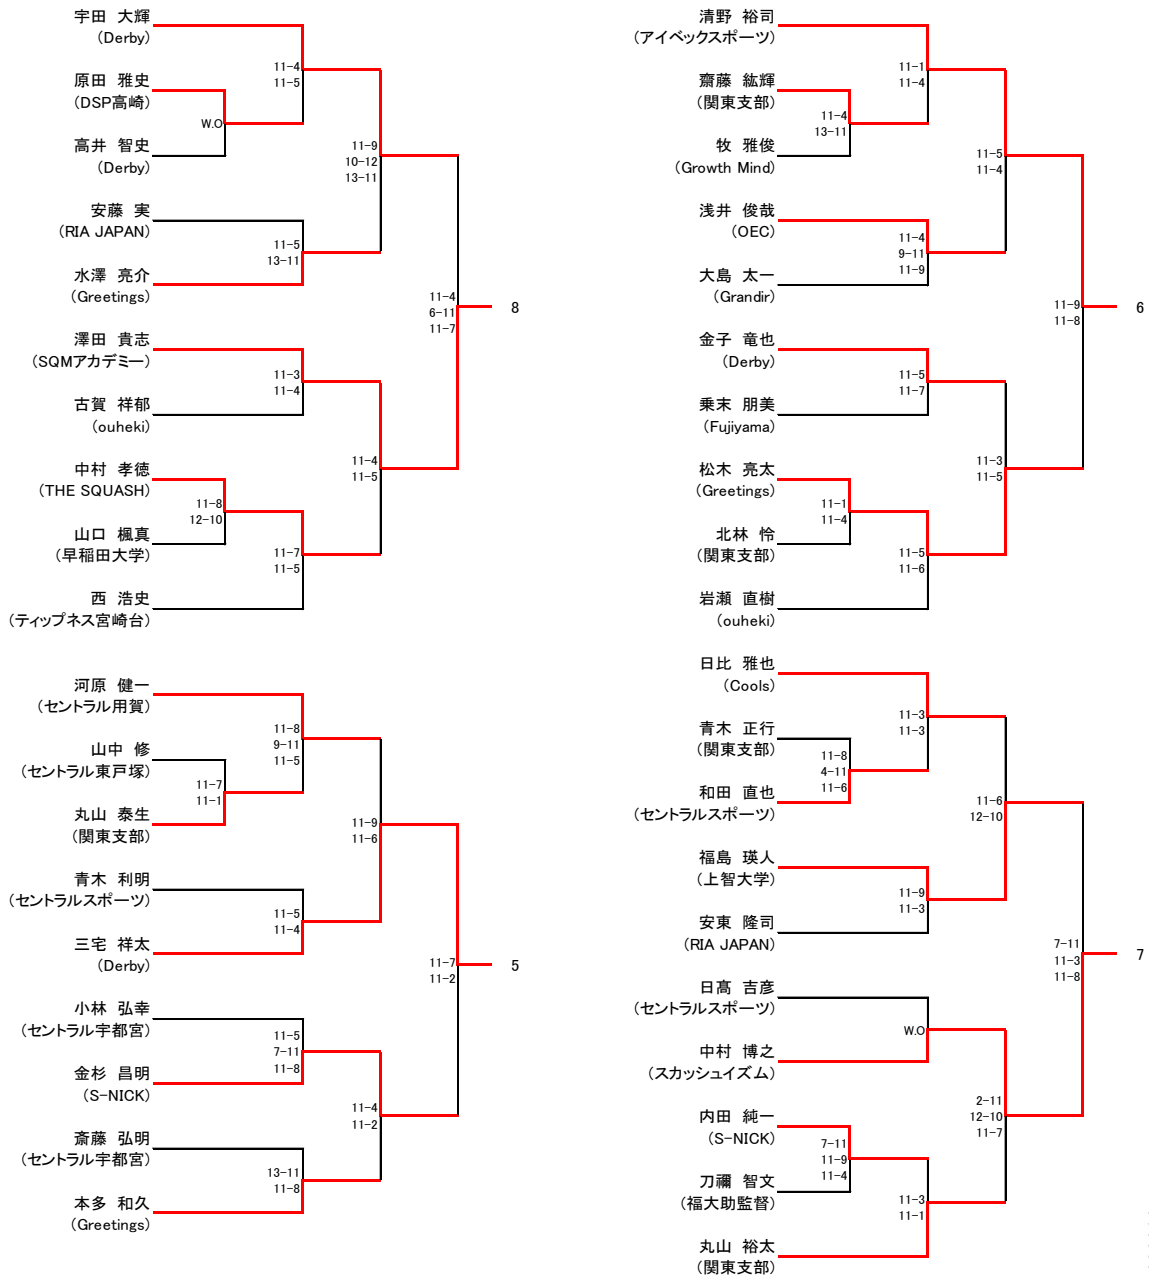 宇田 大輝
(Derby)
原田 雅史
(DSP高崎)
高井 智史
(Derby)
安藤 実
(RIA JAPAN)
水澤 亮介
(Greetings)
澤田 貴志
(SQMアカデミー)
古賀 祥郁
(ouheki)
中村 孝徳
(THE SQUASH)
山口 楓真
(早稲田大学)
西 浩史
(ティップネス宮崎台)
11-4
11-5
W.O
11-9
10-12
13-11
11-5
13-11
11-4
6-11
11-7
8
11-3
11-4
11-4
11-5
11-8
12-10
11-7
11-5
清野 裕司
(アイベックスポーツ)
齋藤 紘輝
(関東支部)
牧 雅俊
(Growth Mind)
浅井 俊哉
(OEC)
大島 太一
(Grandir)
金子 竜也
(Derby)
乗末 朋美
(Fujiyama)
松木 亮太
(Greetings)
北林 怜
(関東支部)
岩瀬 直樹
(ouheki)
11-1
11-4
11-4
13-11
11-5
11-4
11-4
9-11
11-9
11-9
11-8
6
11-5
11-7
11-3
11-5
11-1
11-4
11-5
11-6
河原 健一
(セントラル用賀)
山中 修
(セントラル東戸塚)
丸山 泰生
(関東支部)
青木 利明
(セントラルスポーツ)
三宅 祥太
(Derby)
小林 弘幸
(セントラル宇都宮)
金杉 昌明
(S-NICK)
斎藤 弘明
(セントラル宇都宮)
本多 和久
(Greetings)
11-8
9-11
11-5
11-7
11-1
11-9
11-6
11-5
11-4
11-7
11-2
5
11-5
7-11
11-8
11-4
11-2
13-11
11-8
日比 雅也
(Cools)
青木 正行
(関東支部)
和田 直也
(セントラルスポーツ)
福島 瑛人
(上智大学)
安東 隆司
(RIA JAPAN)
日髙 吉彦
(セントラルスポーツ)
中村 博之
(スカッシュイズム)
内田 純一
(S-NICK)
刀禰 智文
(福大助監督)
丸山 裕太
(関東支部)
11-3
11-3
11-8
4-11
11-6
11-6
12-10
11-9
11-3
7-11
11-3
11-8
7
W.O
2-11
12-10
11-7
7-11
11-9
11-4
11-3
11-1